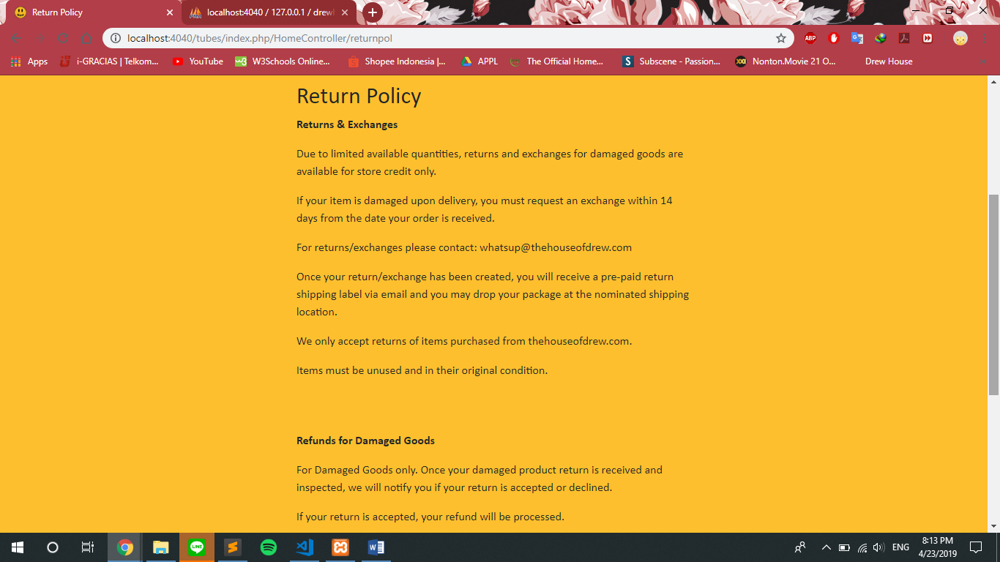 Return Policy
localhost:4040 / 127.0.0.1 / drewl
localhost:4040/tubes/index.php/HomeController/returnpol
ABP
Apps
i-GRACIAS | Telkom...
YouTube
W3Schools Online...
Shopee Indonesia |...
APPL
The Official Home...
Subscene - Passion...
Nonton.Movie 21 O...
Drew House
Return Policy
Returns & Exchanges
Due to limited available quantities, returns and exchanges for damaged goods are
available for store credit only.
If your item is damaged upon delivery, you must request an exchange within 14
days from the date your order is received.
For returns/exchanges please contact: whatsup@thehouseofdrew.com
Once your return/exchange has been created, you will receive a pre-paid return
shipping label via email and you may drop your package at the nominated shipping
location.
We only accept returns of items purchased from thehouseofdrew.com.
Items must be unused and in their original condition.
Refunds for Damaged Goods
For Damaged Goods only. Once your damaged product return is received and
inspected, we will notify you if your return is accepted or declined.
If your return is accepted, your refund will be processed.
LINE
ENG
8:13 PM
4/23/2019